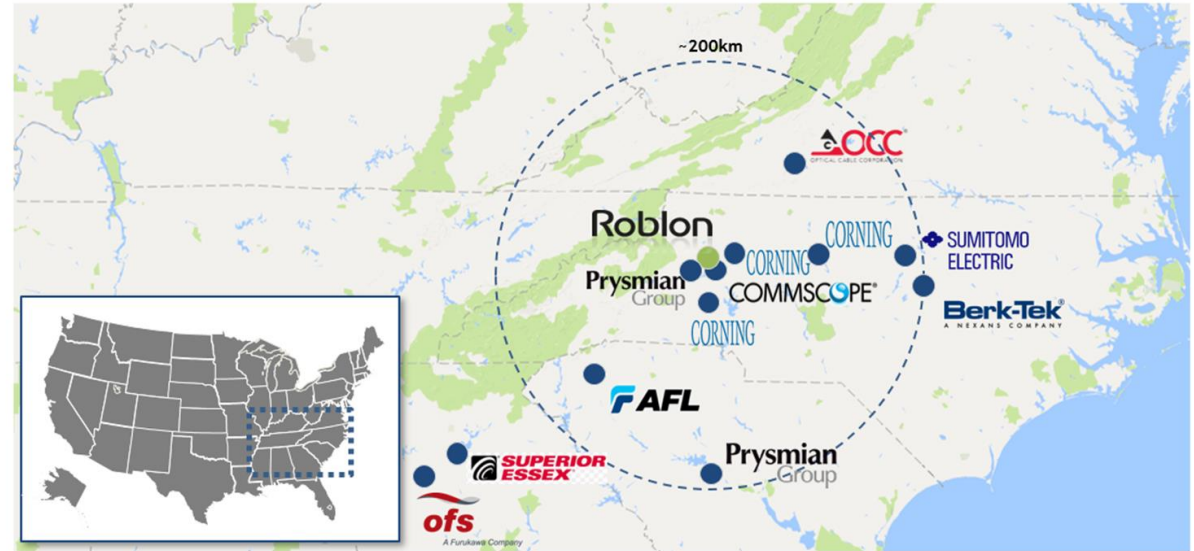 ~200km
OCC
OPTICAL CABLE CORPORATION
Roblon
CORNING
SUMITOMO
ELECTRIC
CORNING
Prysmian
Group
COMMSCOPE®
Berk-Tek®
A NEXANS COMPANY
CORNING
AFL
Prysmian
Group
SUPERIOR
ESSEX®
ofs
A Furukawa Company